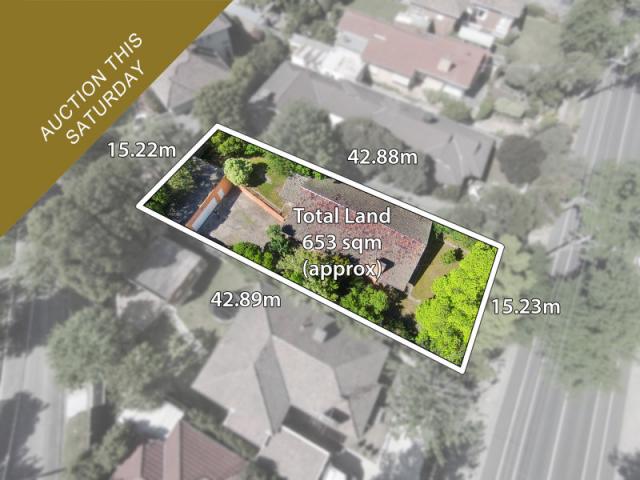 AUCTION THIS
SATURDAY
15.22m
42.88m
Total Land
653 sqm
(approx)
42.89m
15.23m